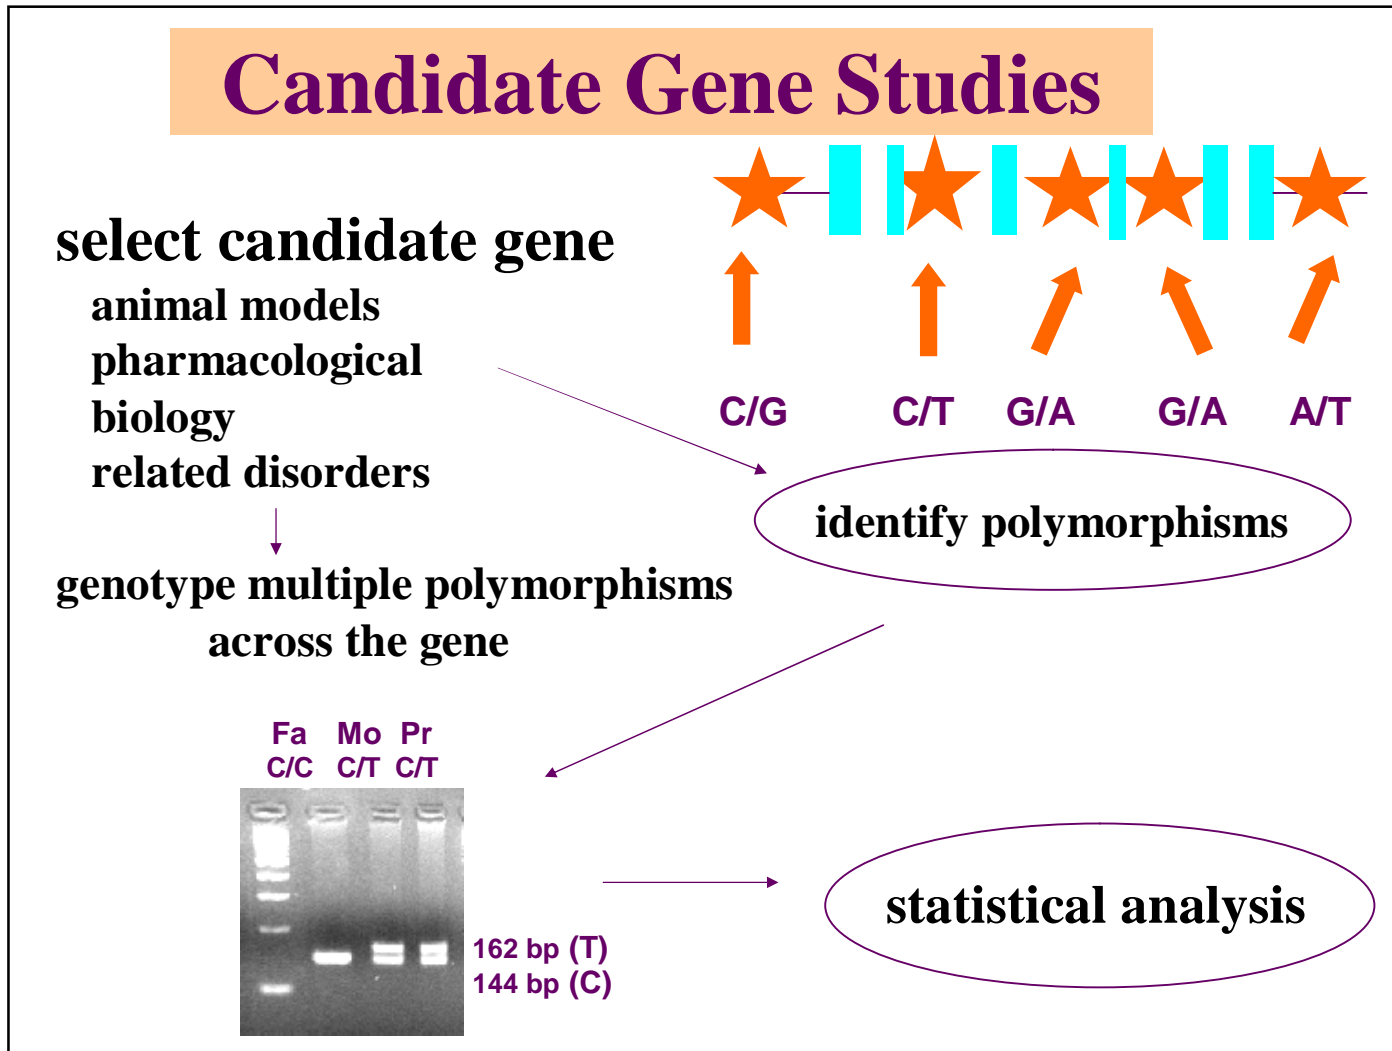 Candidate Gene Studies
select candidate gene
animal models
pharmacological
biology
related disorders
C/G C/T G/A G/A A/T
identify polymorphisms
genotype multiple polymorphisms
across the gene
Fa Mo Pr
C/C C/T C/T
162 bp (T)
144 bp (C)
statistical analysis